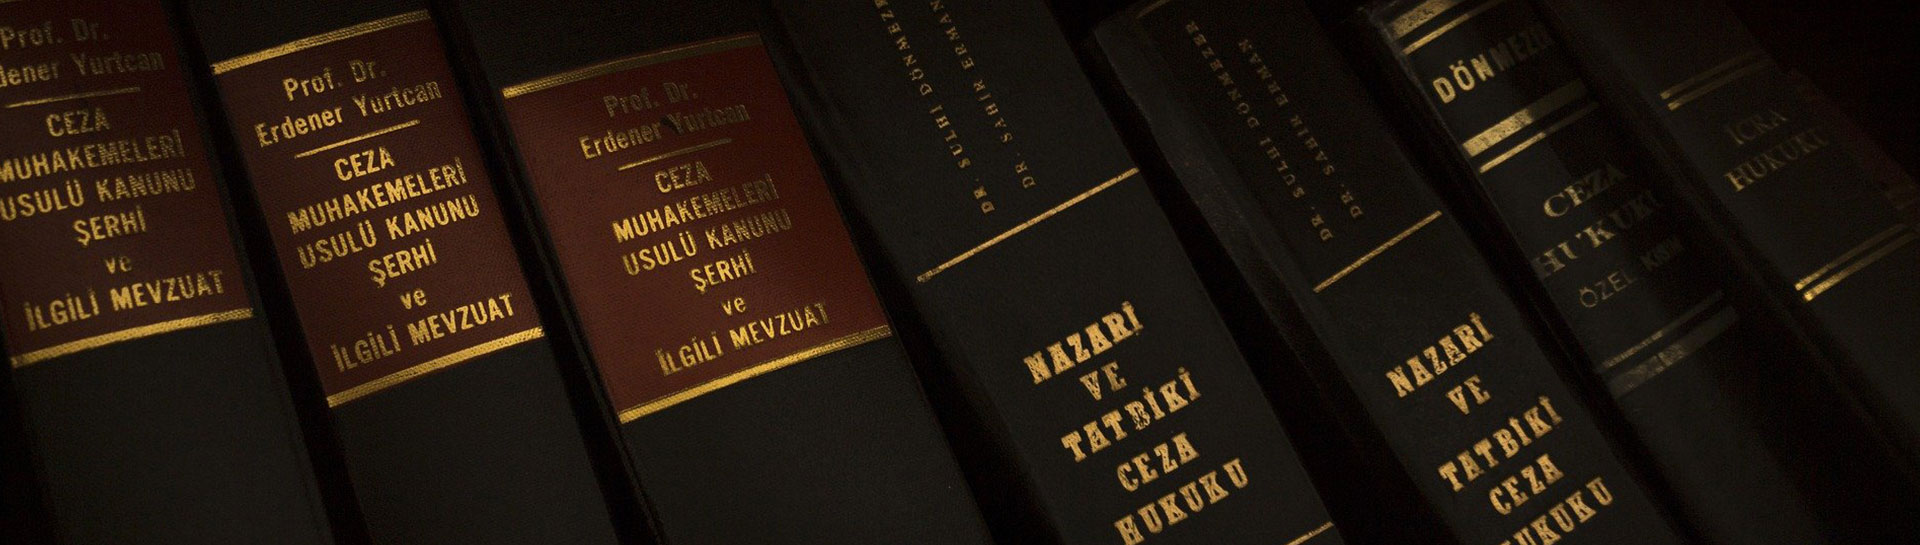 Prof. Dr.
Erdener Yurtcan
CEZA
MUHAKEMELERİ
USULÜ KANUNU
ŞERHİ
ve
İLGİLİ MEVZUAT
Prof. Dr.
Erdener Yurtcan
CEZA
MUHAKEMELERİ
USULÜ KANUNU
ŞERHİ
ve
İLGİLİ MEVZUAT
Prof. Dr.
Erdener Yurtcan
CEZA
MUHAKEMELERİ
USULÜ KANUNU
ŞERHİ
ve
İLGİLİ MEVZUAT
DR. SULHİ DÖNMEZER
DR. SAHİR ERMAN
NAZARİ
VE
TATBİKİ
CEZA
HUKUKU
DR. SULHİ DÖNMEZER
DR. SAHİR ERMAN
NAZARİ
VE
TATBİKİ
CEZA
HUKUKU
DÖNMEZER
CEZA
HUKUKU
ÖZEL KISIM
İCRA
HUKUKU